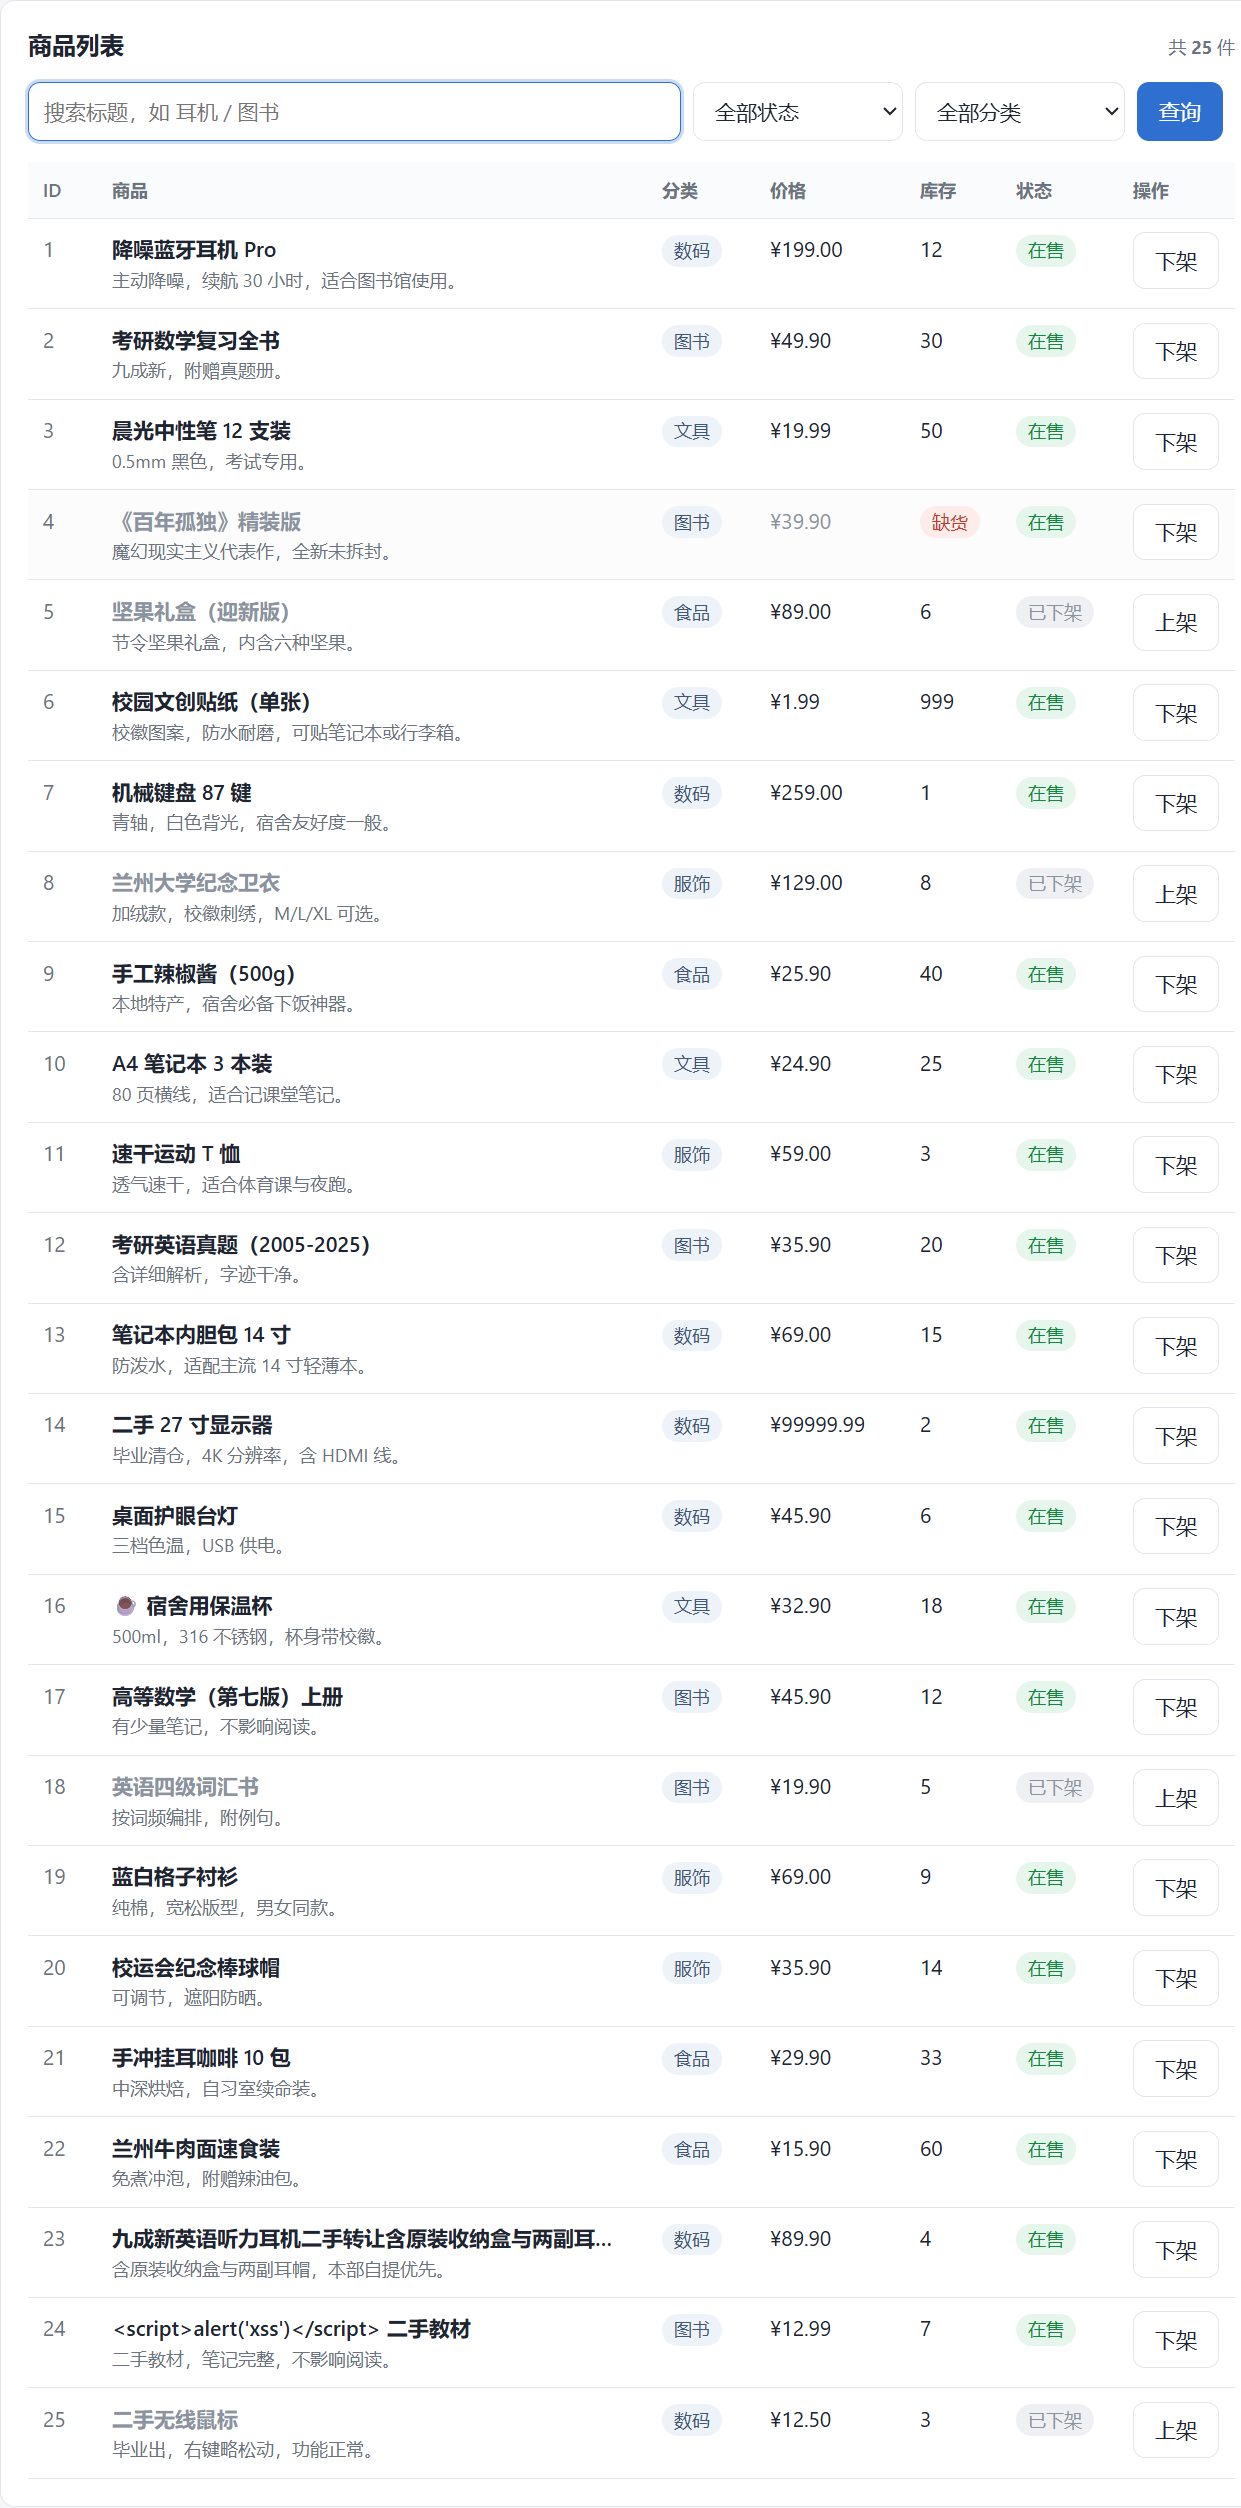 商品列表
共 25 件
搜索标题，如 耳机 / 图书
全部状态
全部分类
查询
ID 商品 分类 价格 库存 状态 操作
1 降噪蓝牙耳机 Pro 数码 ¥199.00 12 在售 下架
主动降噪，续航 30 小时，适合图书馆使用。
2 考研数学复习全书 图书 ¥49.90 30 在售 下架
九成新，附赠真题册。
3 晨光中性笔 12 支装 文具 ¥19.99 50 在售 下架
0.5mm 黑色，考试专用。
4 《百年孤独》精装版 图书 ¥39.90 缺货 在售 下架
魔幻现实主义代表作，全新未拆封。
5 坚果礼盒（迎新版） 食品 ¥89.00 6 已下架 上架
节令坚果礼盒，内含六种坚果。
6 校园文创贴纸（单张） 文具 ¥1.99 999 在售 下架
校徽图案，防水耐磨，可贴笔记本或行李箱。
7 机械键盘 87 键 数码 ¥259.00 1 在售 下架
青轴，白色背光，宿舍友好度一般。
8 兰州大学纪念卫衣 服饰 ¥129.00 8 已下架 上架
加绒款，校徽刺绣，M/L/XL 可选。
9 手工辣椒酱（500g） 食品 ¥25.90 40 在售 下架
本地特产，宿舍必备下饭神器。
10 A4 笔记本 3 本装 文具 ¥24.90 25 在售 下架
80 页横线，适合记课堂笔记。
11 速干运动 T 恤 服饰 ¥59.00 3 在售 下架
透气速干，适合体育课与夜跑。
12 考研英语真题（2005-2025） 图书 ¥35.90 20 在售 下架
含详细解析，字迹干净。
13 笔记本内胆包 14 寸 数码 ¥69.00 15 在售 下架
防泼水，适配主流 14 寸轻薄本。
14 二手 27 寸显示器 数码 ¥99999.99 2 在售 下架
毕业清仓，4K 分辨率，含 HDMI 线。
15 桌面护眼台灯 数码 ¥45.90 6 在售 下架
三档色温，USB 供电。
16 ☕ 宿舍用保温杯 文具 ¥32.90 18 在售 下架
500ml，316 不锈钢，杯身带校徽。
17 高等数学（第七版）上册 图书 ¥45.90 12 在售 下架
有少量笔记，不影响阅读。
18 英语四级词汇书 图书 ¥19.90 5 已下架 上架
按词频编排，附例句。
19 蓝白格子衬衫 服饰 ¥69.00 9 在售 下架
纯棉，宽松版型，男女同款。
20 校运会纪念棒球帽 服饰 ¥35.90 14 在售 下架
可调节，遮阳防晒。
21 手冲挂耳咖啡 10 包 食品 ¥29.90 33 在售 下架
中深烘焙，自习室续命装。
22 兰州牛肉面速食装 食品 ¥15.90 60 在售 下架
免煮冲泡，附赠辣油包。
23 九成新英语听力耳机二手转让含原装收纳盒与两副耳... 数码 ¥89.90 4 在售 下架
含原装收纳盒与两副耳帽，本部自提优先。
24 <script>alert('xss')</script> 二手教材 图书 ¥12.99 7 在售 下架
二手教材，笔记完整，不影响阅读。
25 二手无线鼠标 数码 ¥12.50 3 已下架 上架
毕业出，右键略松动，功能正常。